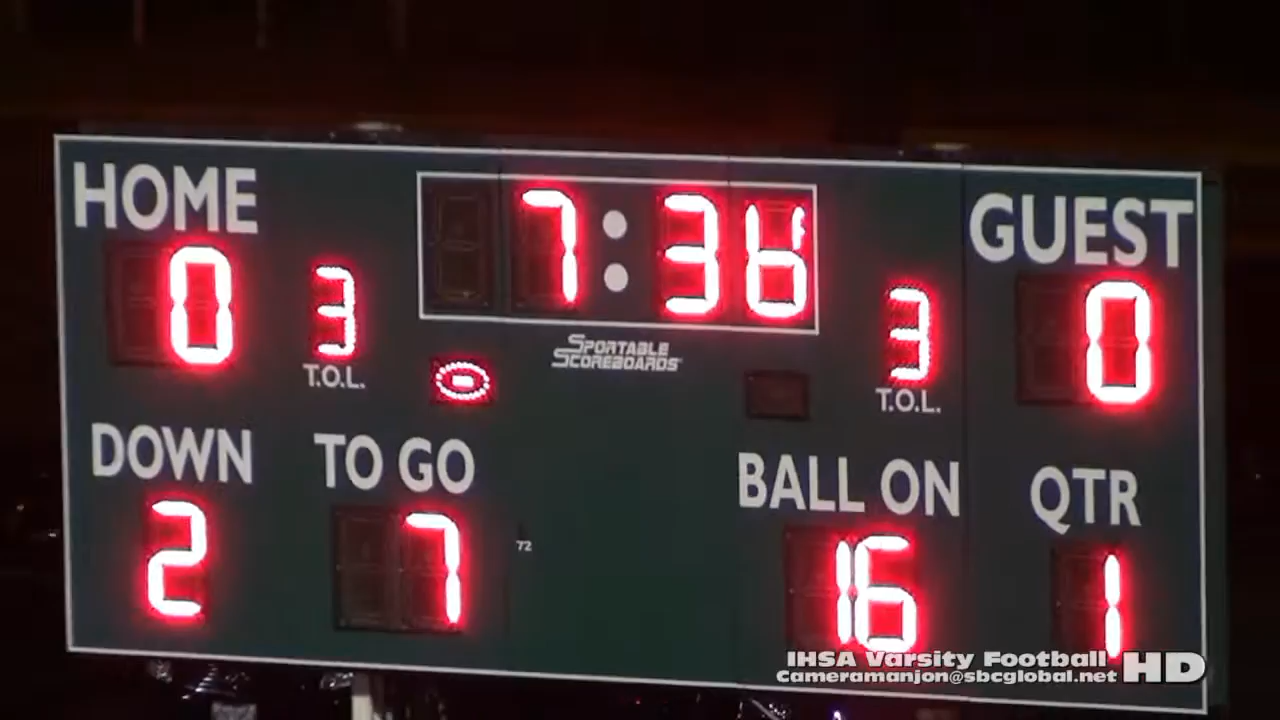 HOME 7:36 GUEST
0 3 3 0
T.O.L. T.O.L.
SPORTABLE
SCOREBOARDS
DOWN TO GO BALL ON QTR
2 7 72 16 1
IHSA Varsity Football HD
cameramanjon@sbcglobal.net